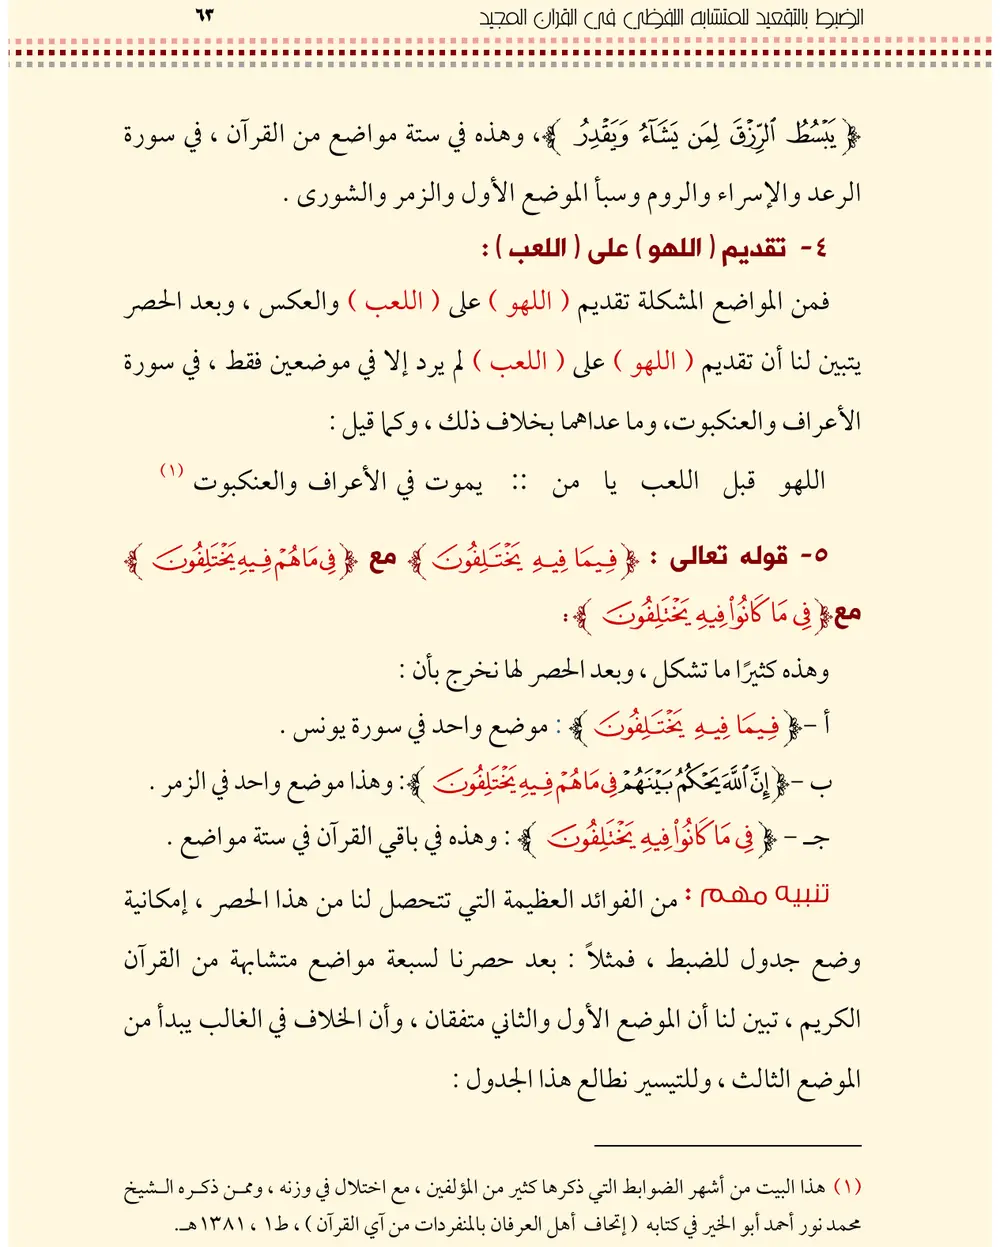 الضبط بالتقعيد للمتشابه اللفظي في القرآن المجيد ٦٣
﴿ يَبْسُطُ ٱلرِّزْقَ لِمَن يَشَآءُ وَيَقْدِرُ ﴾، وهذه في ستة مواضع من القرآن ، في سورة
الرعد والإسراء والروم وسبأ الموضع الأول والزمر والشورى .
٤- تقديم ( اللهو ) على ( اللعب ) :
فمن المواضع المشكلة تقديم ( اللهو ) على ( اللعب ) والعكس ، وبعد الحصر
يتبين لنا أن تقديم ( اللهو ) على ( اللعب ) لم يرد إلا في موضعين فقط ، في سورة
الأعراف والعنكبوت، وما عداهما بخلاف ذلك ، وكما قيل :
اللهو قبل اللعب يا من :: يموت في الأعراف والعنكبوت (١)
٥- قوله تعالى : ﴿ فِيمَا فِيهِ يَخْتَلِفُونَ ﴾ مع ﴿ فِي مَا هُمْ فِيهِ يَخْتَلِفُونَ ﴾
مع ﴿ فِي مَا كَانُوا۟ فِيهِ يَخْتَلِفُونَ ﴾ :
وهذه كثيرًا ما تشكل ، وبعد الحصر لها نخرج بأن :
أ -﴿ فِيمَا فِيهِ يَخْتَلِفُونَ ﴾ : موضع واحد في سورة يونس .
ب -﴿ إِنَّ ٱللَّهَ يَحْكُمُ بَيْنَهُمْ فِي مَا هُمْ فِيهِ يَخْتَلِفُونَ ﴾: وهذا موضع واحد في الزمر .
جـ - ﴿ فِي مَا كَانُوا۟ فِيهِ يَخْتَلِفُونَ ﴾ : وهذه في باقي القرآن في ستة مواضع .
تنبيه مهم : من الفوائد العظيمة التي تتحصل لنا من هذا الحصر ، إمكانية
وضع جدول للضبط ، فمثلاً : بعد حصرنا لسبعة مواضع متشابهة من القرآن
الكريم ، تبين لنا أن الموضع الأول والثاني متفقان ، وأن الخلاف في الغالب يبدأ من
الموضع الثالث ، وللتيسير نطالع هذا الجدول :
(١) هذا البيت من أشهر الضوابط التي ذكرها كثير من المؤلفين ، مع اختلال في وزنه ، وممـن ذكـره الـشيخ
محمد نور أحمد أبو الخير في كتابه ( إتحاف أهل العرفان بالمنفردات من آي القرآن ) ، ط١ ، ١٣٨١هـ.